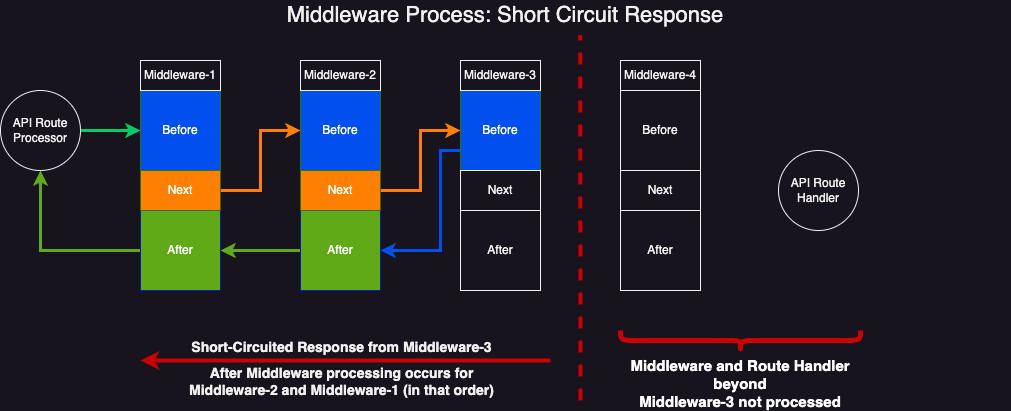 Middleware Process: Short Circuit Response
Middleware-1
Middleware-2
Middleware-3
Middleware-4
API Route
Processor
Before
Before
Before
Before
Next
Next
Next
Next
API Route
Handler
After
After
After
After
Short-Circuited Response from Middleware-3
After Middleware processing occurs for
Middleware-2 and Middleware-1 (in that order)
Middleware and Route Handler
beyond
Middleware-3 not processed